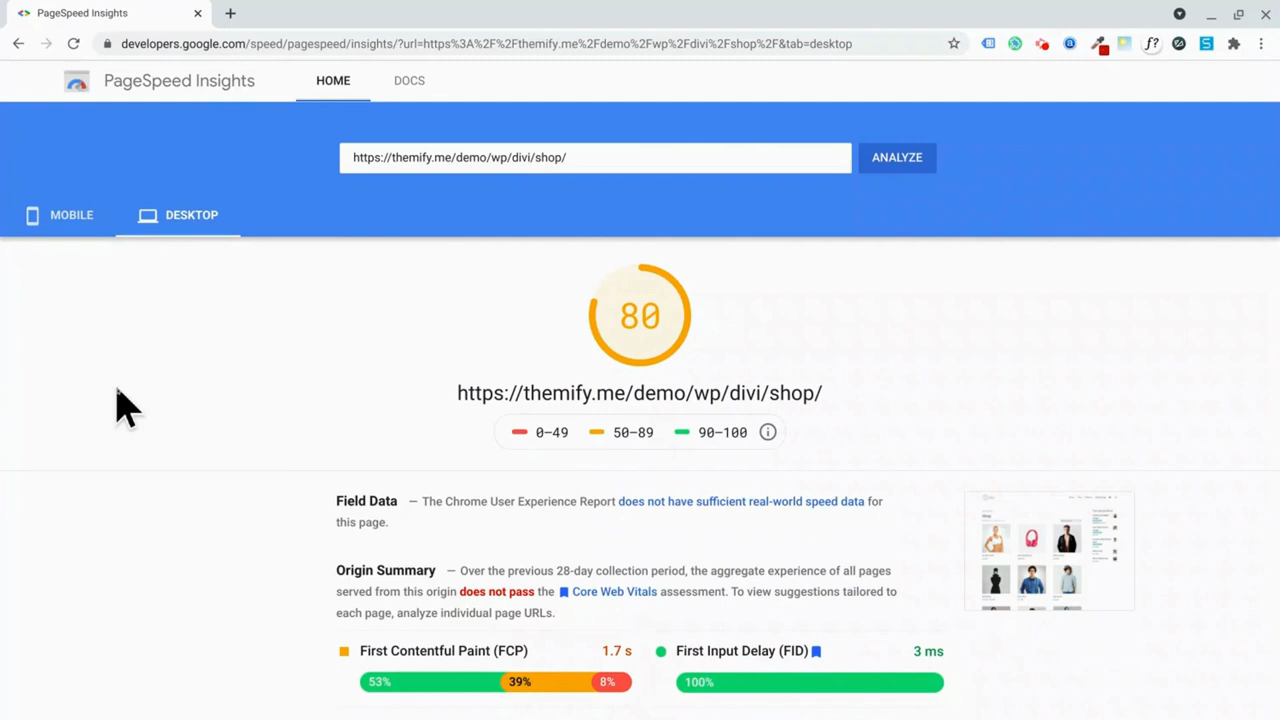 PageSpeed Insights
developers.google.com/speed/pagespeed/insights/?url=https%3A%2F%2Fthemify.me%2Fdemo%2Fwp%2Fdivi%2Fshop%2F&tab=desktop
PageSpeed Insights
HOME
DOCS
https://themify.me/demo/wp/divi/shop/
ANALYZE
MOBILE
DESKTOP
80
https://themify.me/demo/wp/divi/shop/
0–49
50–89
90–100
Field Data — The Chrome User Experience Report does not have sufficient real-world speed data for
this page.
Origin Summary — Over the previous 28-day collection period, the aggregate experience of all pages
served from this origin does not pass the Core Web Vitals assessment. To view suggestions tailored to
each page, analyze individual page URLs.
First Contentful Paint (FCP) 1.7 s
53% 39% 8%
First Input Delay (FID) 3 ms
100%